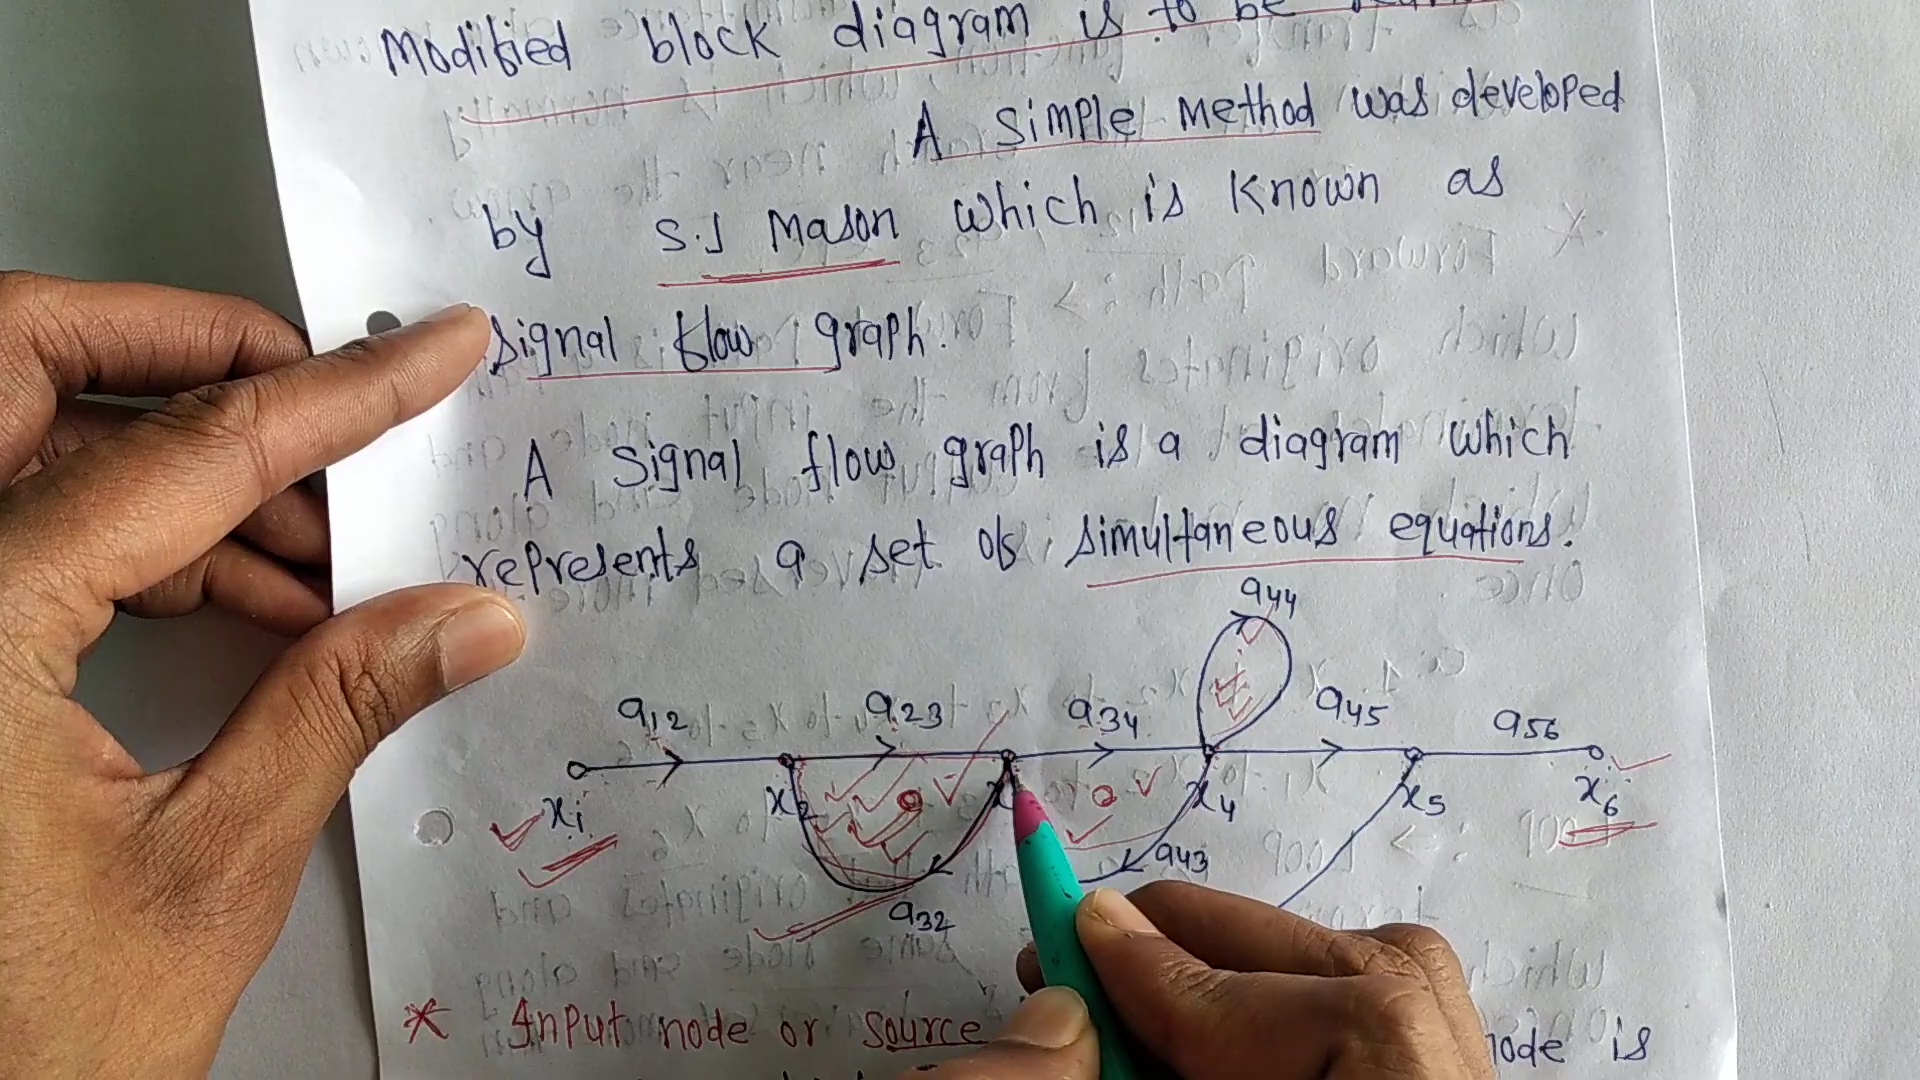 Modified block diagram is to be
A simple method was developed
by S.J Mason which is known as
signal flow graph.
A signal flow graph is a diagram which
represents a set of simultaneous equations.
a44
a12 a23 a34 a45 a56
x1 x2 x4 x5 x6
a43
a32
* Input node or source node is